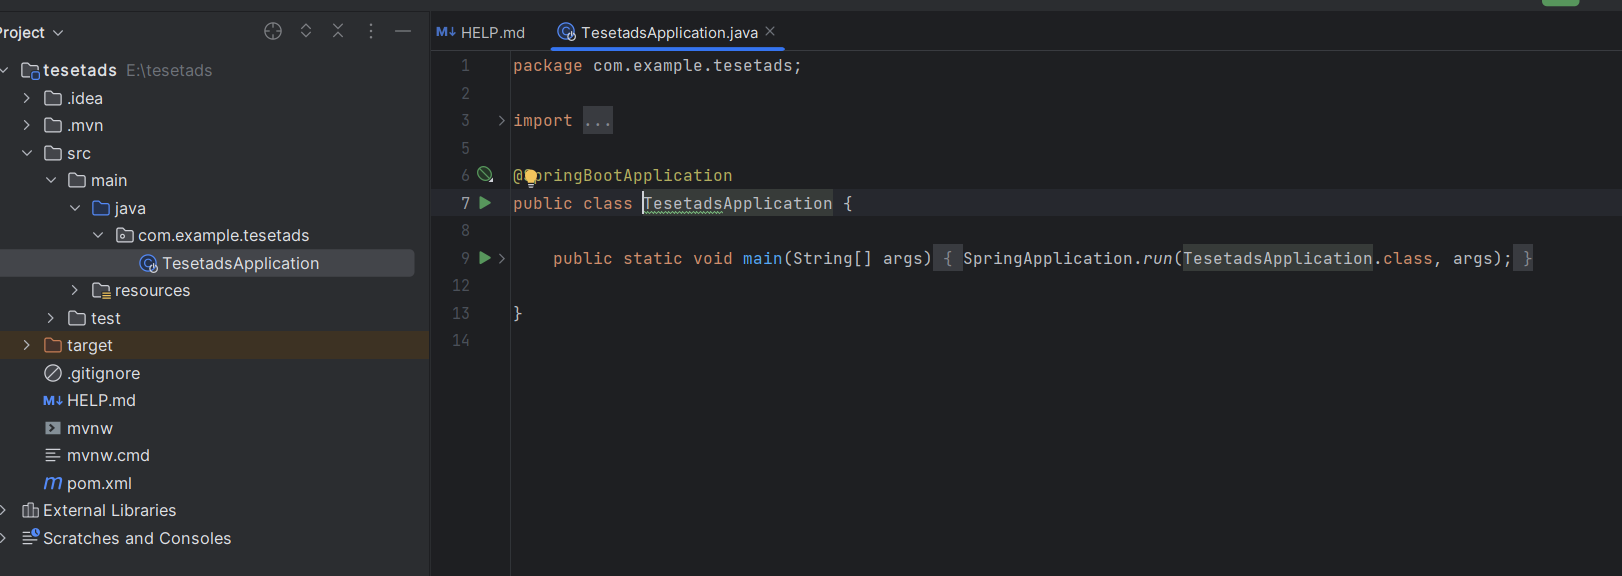 Project
tesetads E:\tesetads
.idea
.mvn
src
main
java
com.example.tesetads
TesetadsApplication
resources
test
target
.gitignore
M↓ HELP.md
mvnw
mvnw.cmd
m pom.xml
External Libraries
Scratches and Consoles
M↓ HELP.md
TesetadsApplication.java
1 package com.example.tesetads;
2
3 import ...
5
6 @SpringBootApplication
7 public class TesetadsApplication {
8
9 public static void main(String[] args) { SpringApplication.run(TesetadsApplication.class, args); }
12
13 }
14